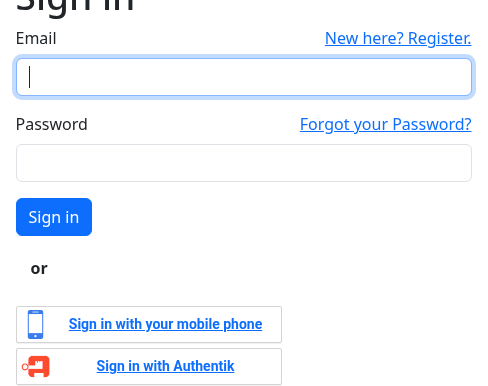 Sign in
Email New here? Register.
Password Forgot your Password?
Sign in
or
Sign in with your mobile phone
Sign in with Authentik